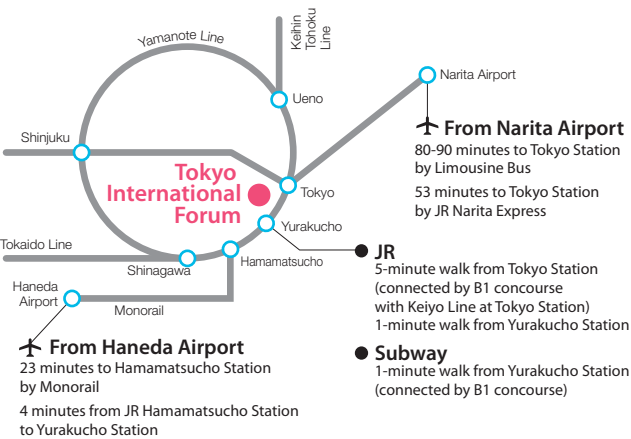 Yamanote Line
Keihin
Tohoku
Line
Narita Airport
Ueno
From Narita Airport
80-90 minutes to Tokyo Station
by Limousine Bus
53 minutes to Tokyo Station
by JR Narita Express
Shinjuku
Tokyo
International
Forum
Tokyo
Yurakucho
Tokaido Line
Shinagawa
Hamamatsucho
JR
5-minute walk from Tokyo Station
(connected by B1 concourse
with Keiyo Line at Tokyo Station)
1-minute walk from Yurakucho Station
Haneda
Airport
Monorail
From Haneda Airport
23 minutes to Hamamatsucho Station
by Monorail
4 minutes from JR Hamamatsucho Station
to Yurakucho Station
Subway
1-minute walk from Yurakucho Station
(connected by B1 concourse)